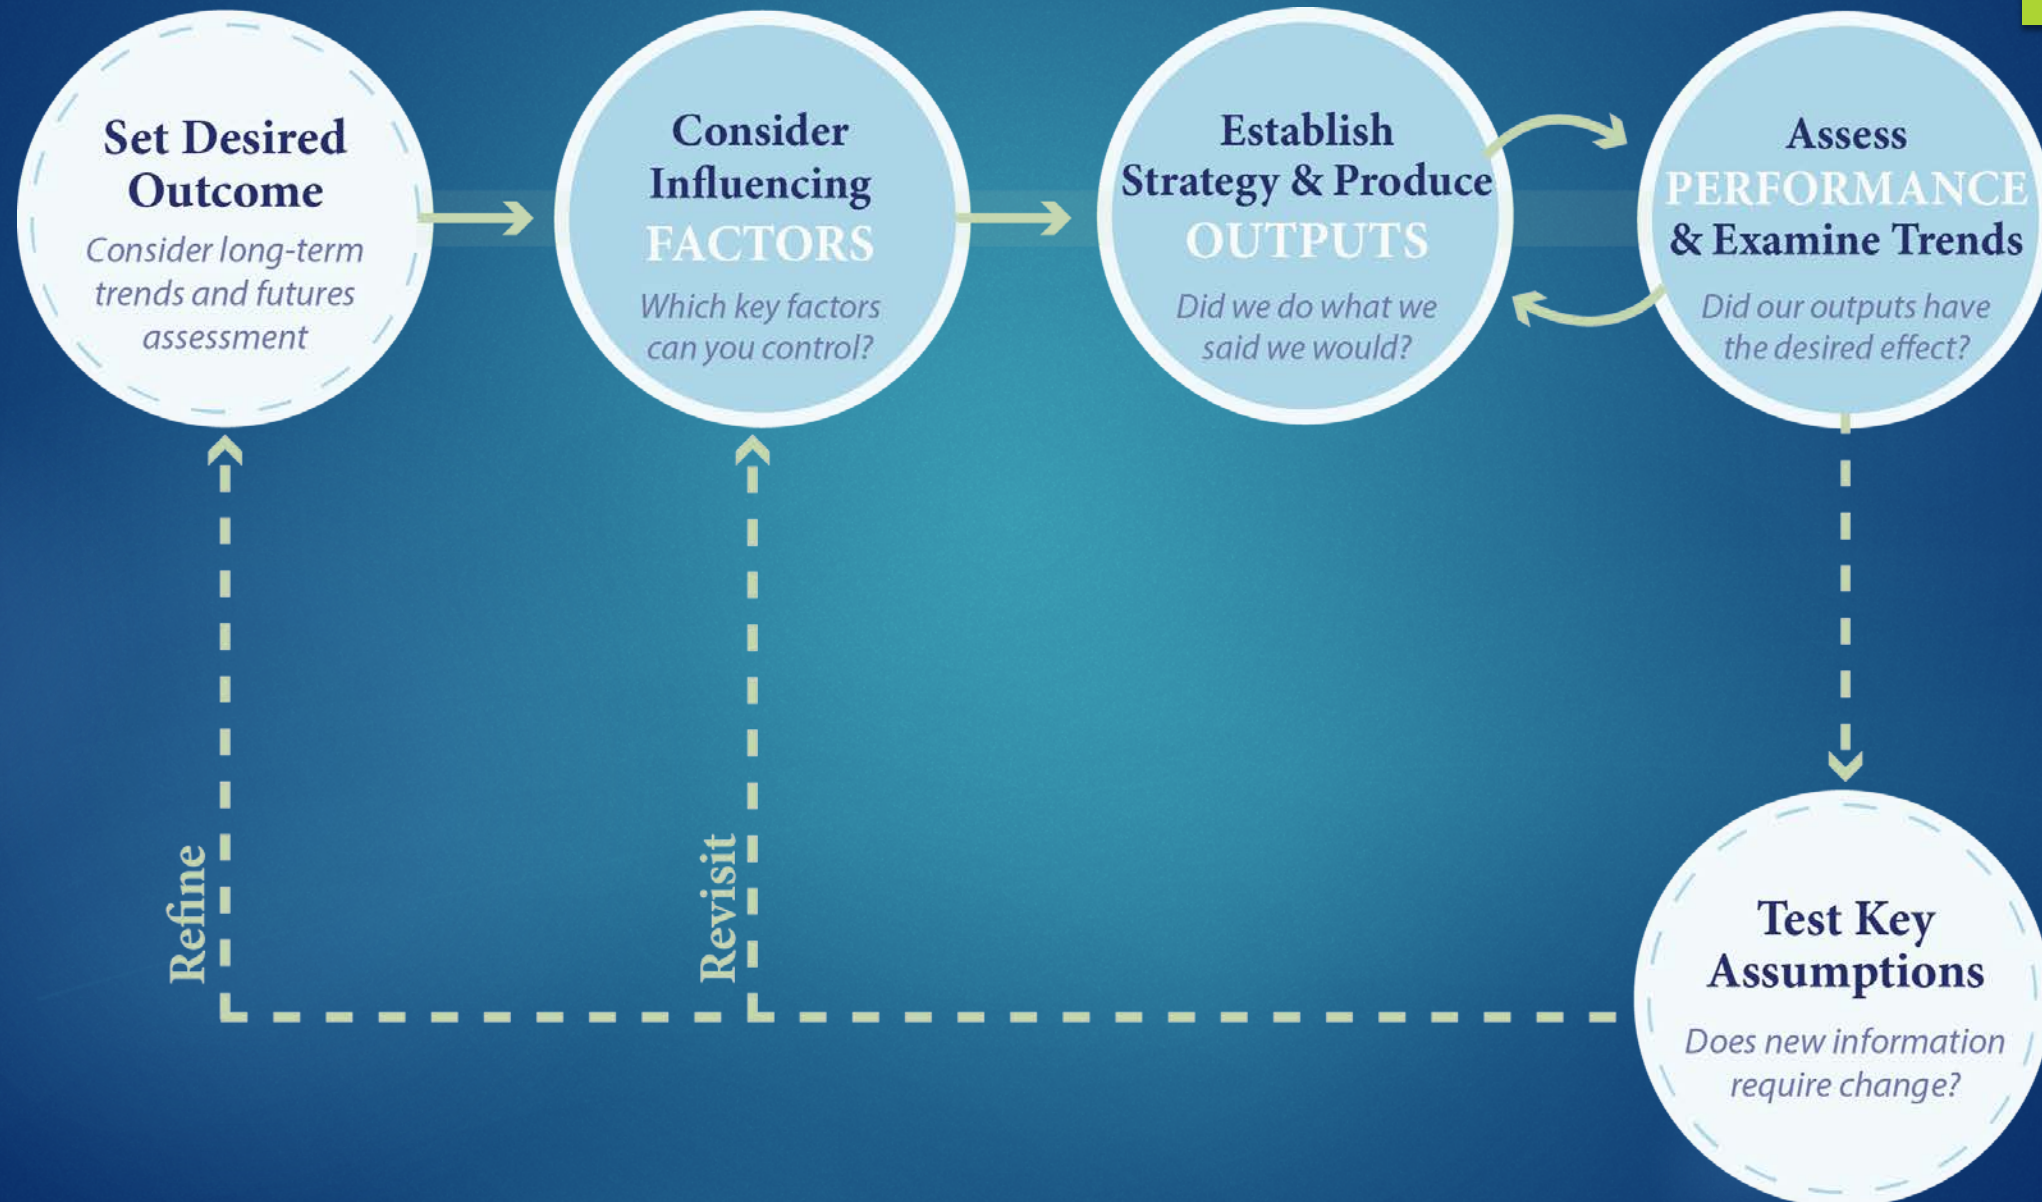 Set Desired
Outcome
Consider long-term
trends and futures
assessment
Consider
Influencing
FACTORS
Which key factors
can you control?
Establish
Strategy & Produce
OUTPUTS
Did we do what we
said we would?
Assess
PERFORMANCE
& Examine Trends
Did our outputs have
the desired effect?
Refine
Revisit
Test Key
Assumptions
Does new information
require change?